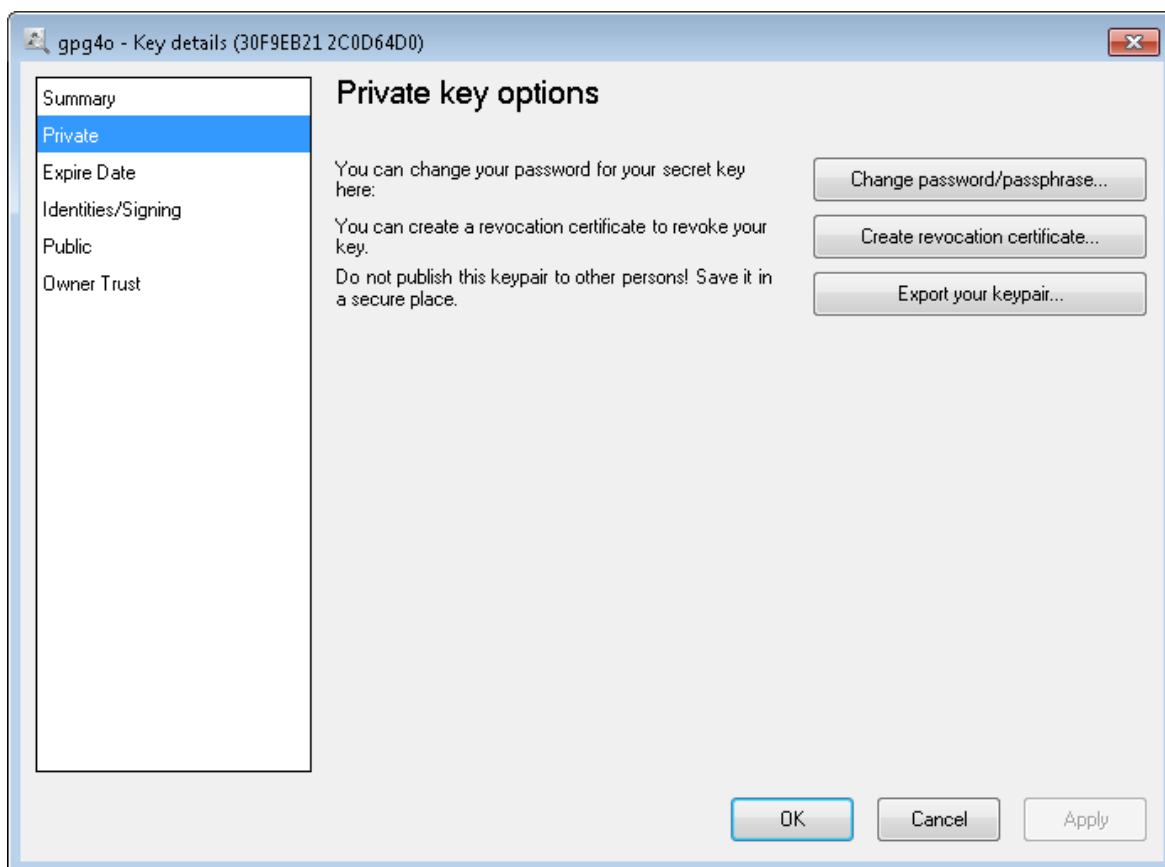 gpg4o - Key details (30F9EB21 2C0D64D0)
Summary
Private
Expire Date
Identities/Signing
Public
Owner Trust
Private key options
You can change your password for your secret key
here:
Change password/passphrase...
You can create a revocation certificate to revoke your
key.
Create revocation certificate...
Do not publish this keypair to other persons! Save it in
a secure place.
Export your keypair...
OK
Cancel
Apply